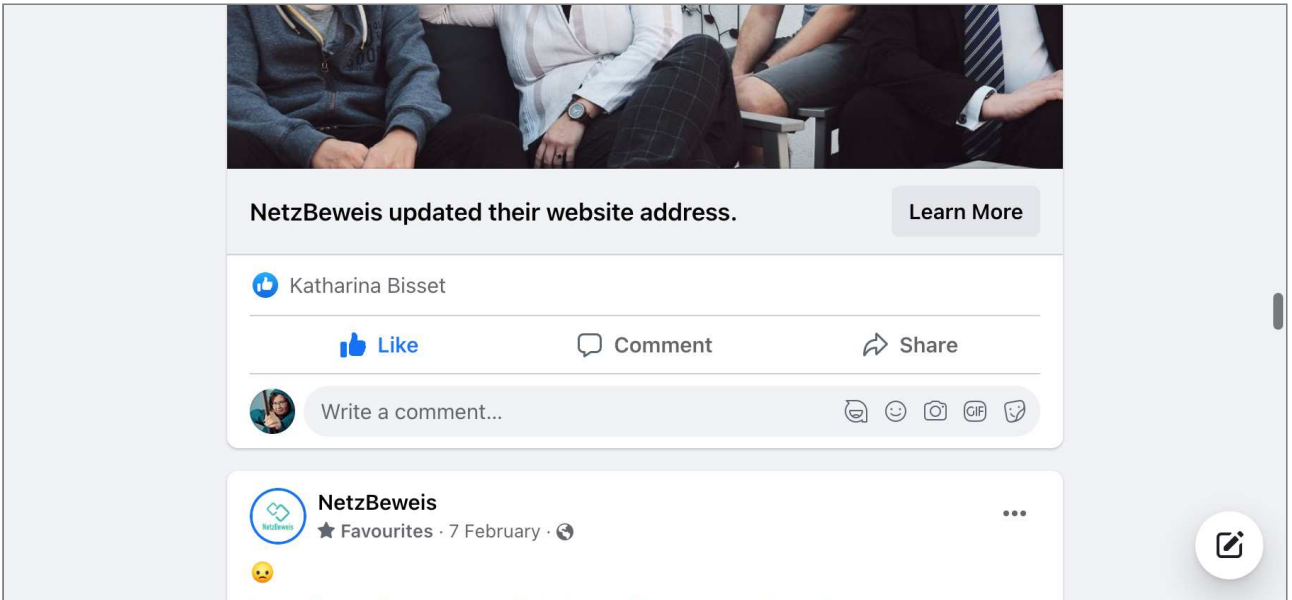 NetzBeweis updated their website address.
Learn More
Katharina Bisset
Like
Comment
Share
Write a comment...
GIF
NetzBeweis
NetzBeweis
Favourites · 7 February ·